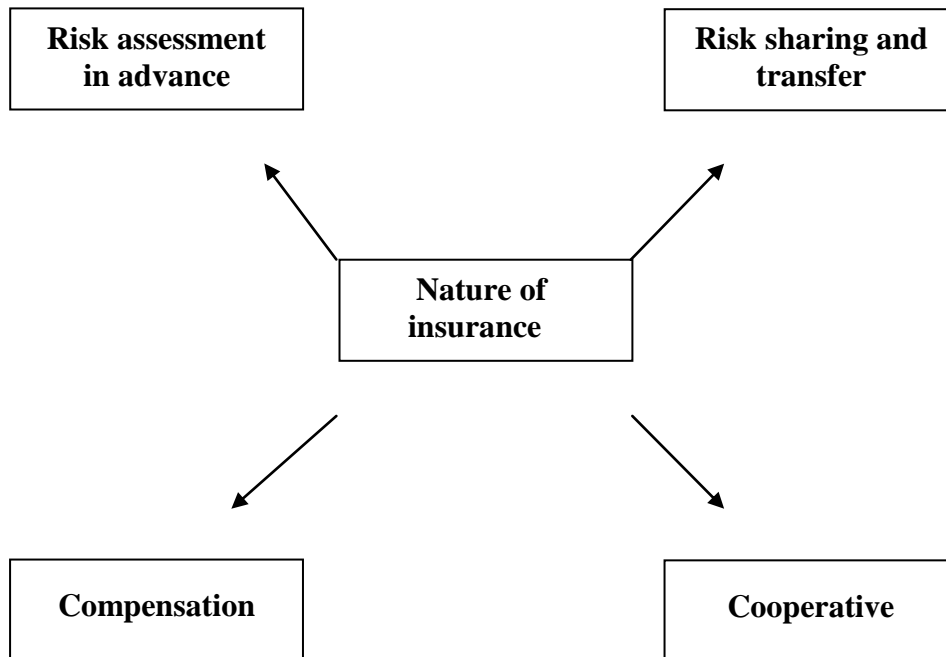 Risk assessment
in advance
Risk sharing and
transfer
Nature of
insurance
Compensation
Cooperative